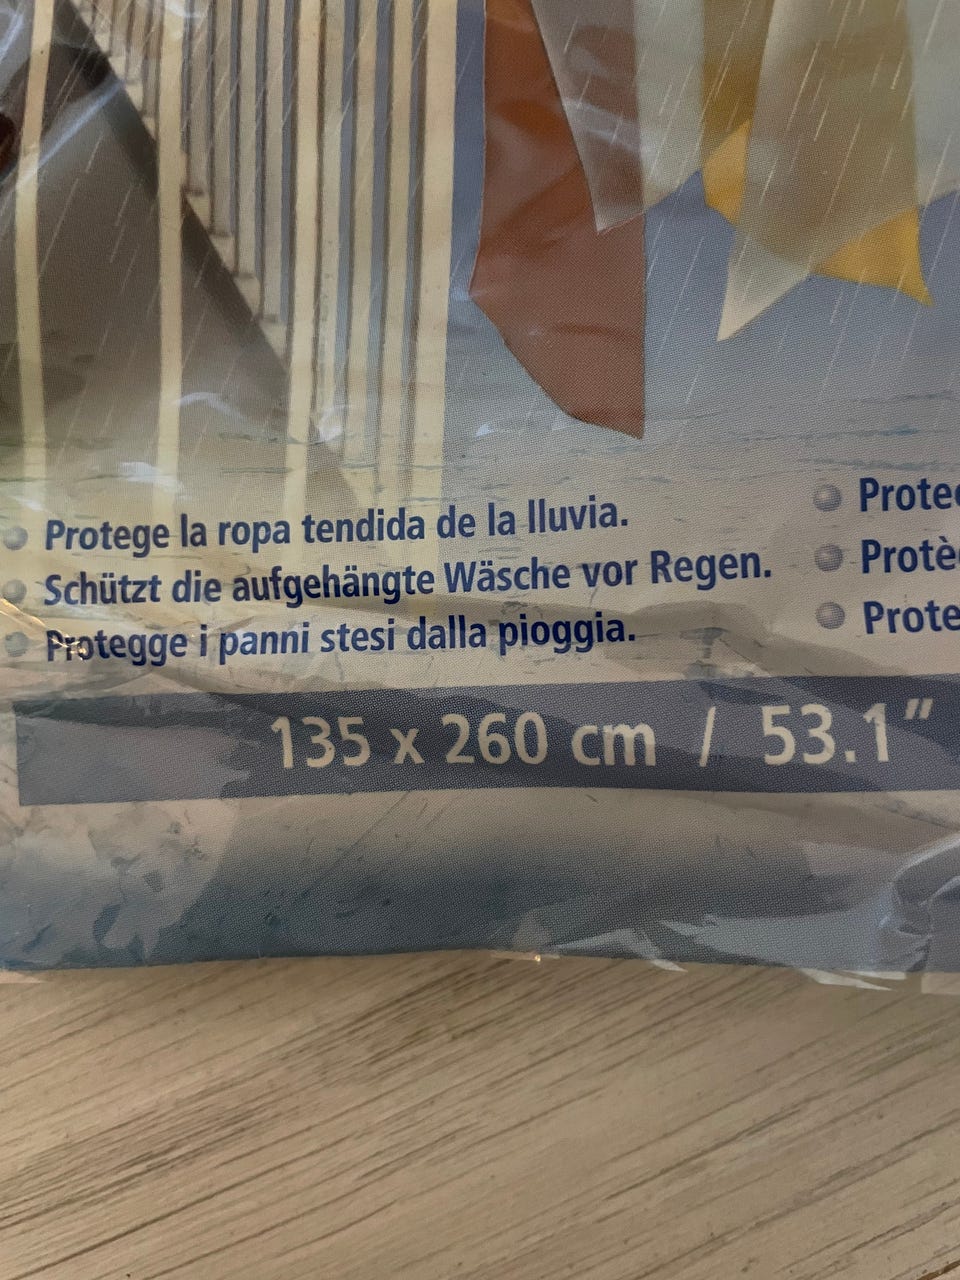 Protege la ropa tendida de la lluvia.
Schützt die aufgehängte Wäsche vor Regen.
Protegge i panni stesi dalla pioggia.
135 x 260 cm / 53.1"